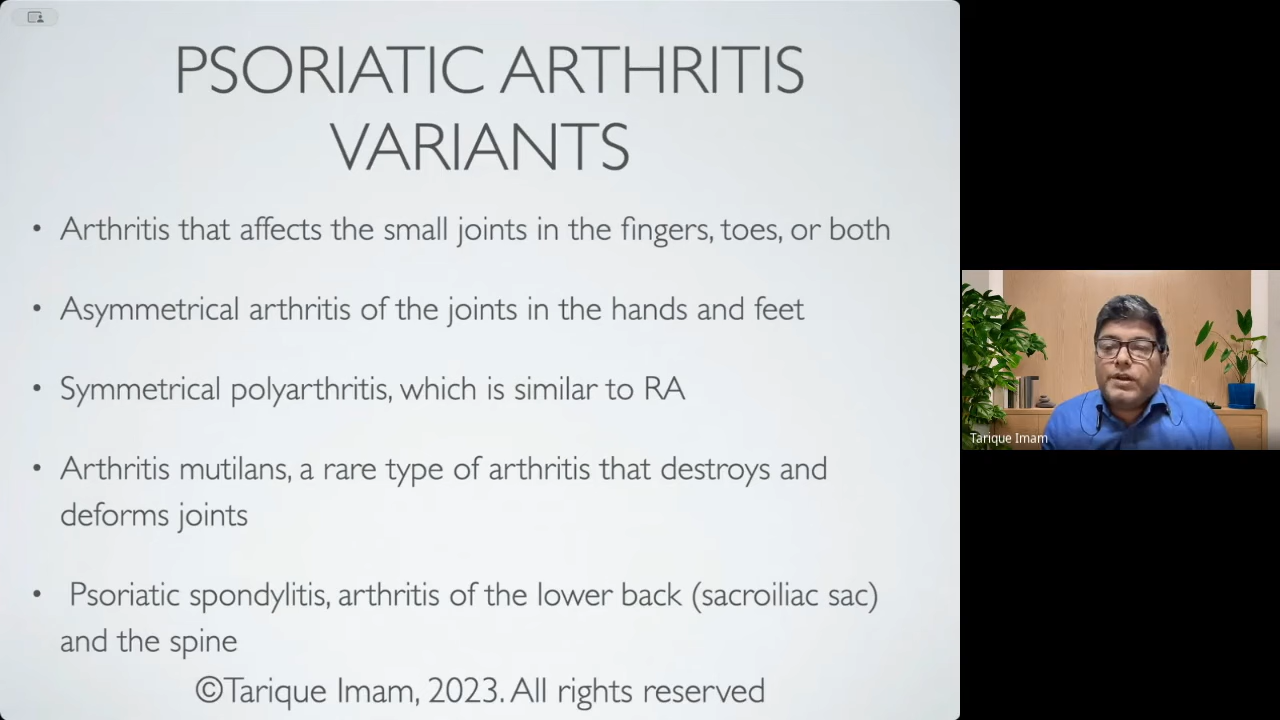 PSORIATIC ARTHRITIS
VARIANTS
• Arthritis that affects the small joints in the fingers, toes, or both
• Asymmetrical arthritis of the joints in the hands and feet
• Symmetrical polyarthritis, which is similar to RA
• Arthritis mutilans, a rare type of arthritis that destroys and
deforms joints
• Psoriatic spondylitis, arthritis of the lower back (sacroiliac sac)
and the spine
©Tarique Imam, 2023. All rights reserved
Tarique Imam